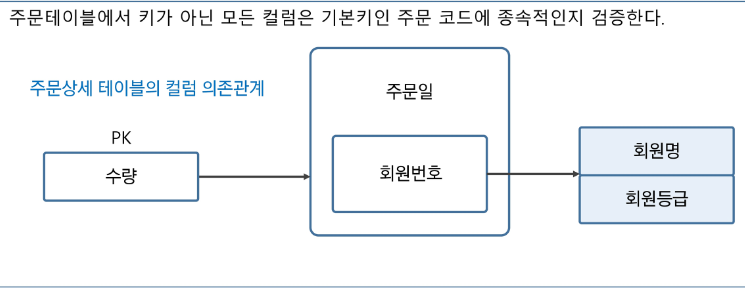 주문테이블에서 키가 아닌 모든 컬럼은 기본키인 주문 코드에 종속적인지 검증한다.
주문상세 테이블의 컬럼 의존관계
PK
수량
주문일
회원번호
회원명
회원등급